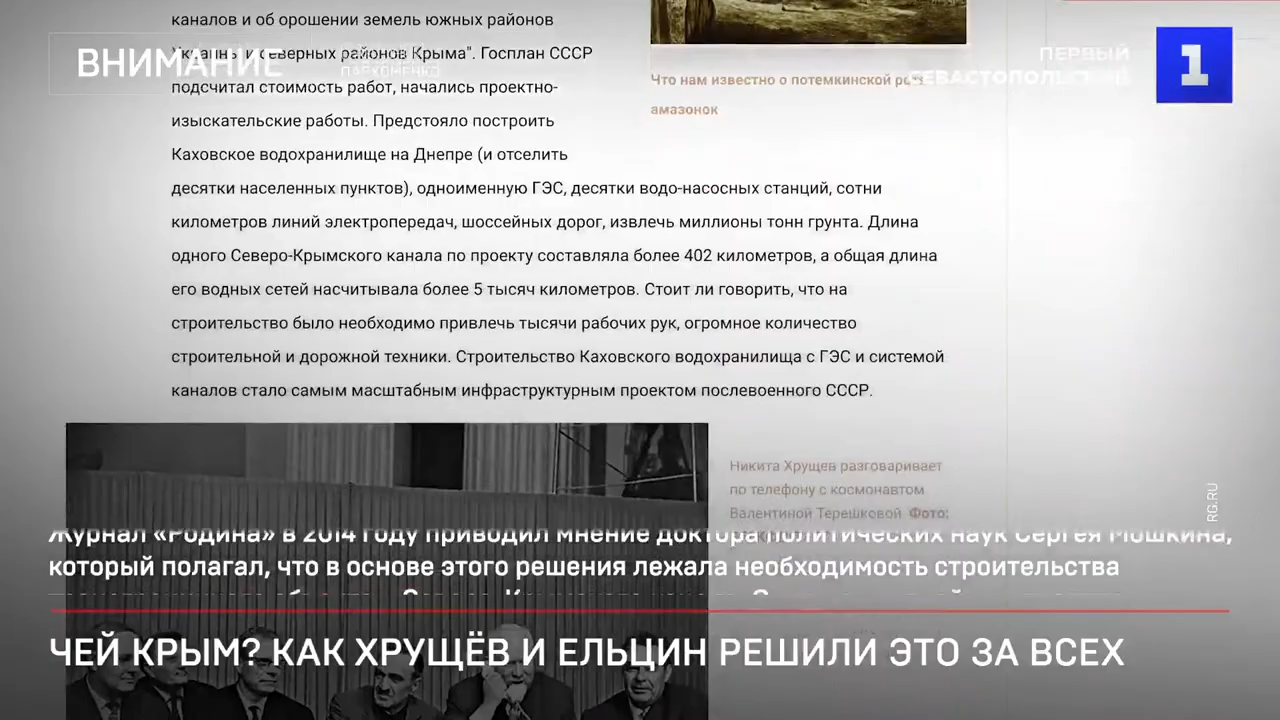 каналов и об орошении земель южных районов
Украины и северных районов Крыма". Госплан СССР
подсчитал стоимость работ, начались проектно-
изыскательские работы. Предстояло построить
Каховское водохранилище на Днепре (и отселить
десятки населенных пунктов), одноименную ГЭС, десятки водо-насосных станций, сотни
километров линий электропередач, шоссейных дорог, извлечь миллионы тонн грунта. Длина
одного Северо-Крымского канала по проекту составляла более 402 километров, а общая длина
его водных сетей насчитывала более 5 тысяч километров. Стоит ли говорить, что на
строительство было необходимо привлечь тысячи рабочих рук, огромное количество
строительной и дорожной техники. Строительство Каховского водохранилища с ГЭС и системой
каналов стало самым масштабным инфраструктурным проектом послевоенного СССР.
ВНИМАНИЕ
ПАРХОМЕНКО
Что нам известно о потемкинской роте
амазонок
ПЕРВЫЙ
СЕВАСТОПОЛЬСКИЙ
1
Никита Хрущев разговаривает
по телефону с космонавтом
Валентиной Терешковой. Фото:
RG.RU
Журнал «Родина» в 2014 году приводил мнение доктора политических наук Сергея Мошкина,
который полагал, что в основе этого решения лежала необходимость строительства
ЧЕЙ КРЫМ? КАК ХРУЩЁВ И ЕЛЬЦИН РЕШИЛИ ЭТО ЗА ВСЕХ